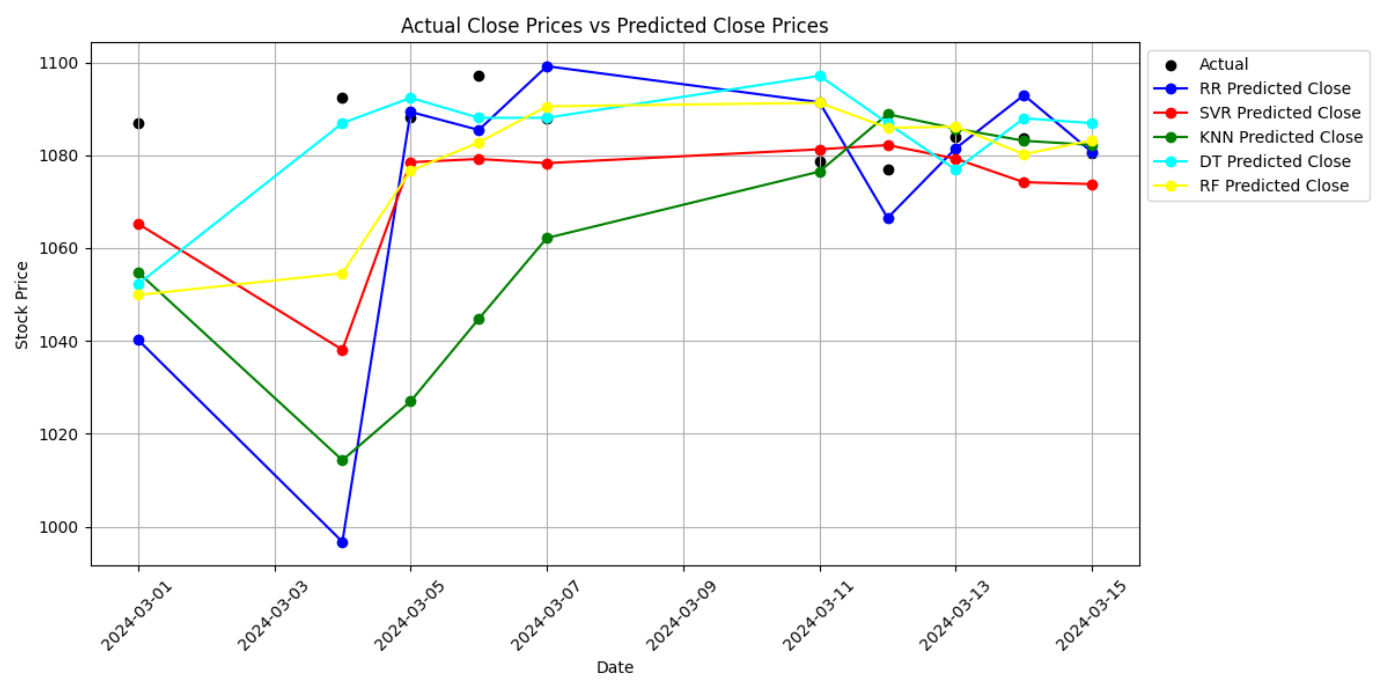 Actual Close Prices vs Predicted Close Prices
1100
1080
1060
1040
1020
1000
Stock Price
2024-03-01
2024-03-03
2024-03-05
2024-03-07
2024-03-09
2024-03-11
2024-03-13
2024-03-15
Date
Actual
RR Predicted Close
SVR Predicted Close
KNN Predicted Close
DT Predicted Close
RF Predicted Close